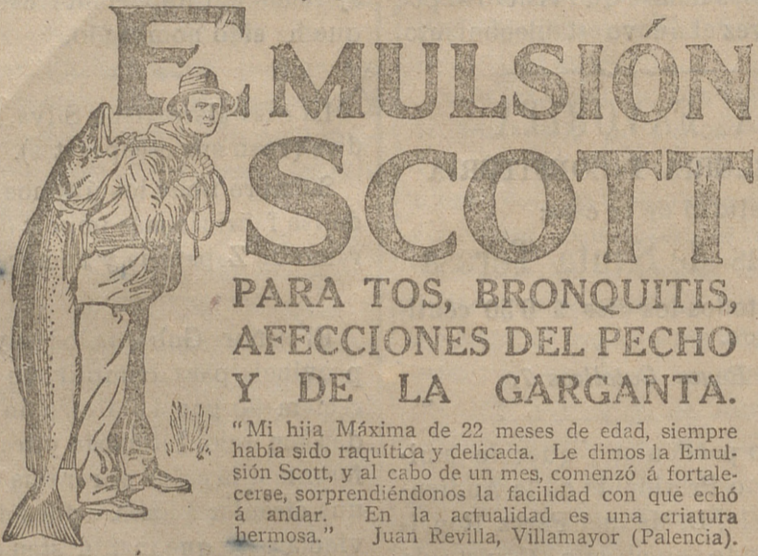 EMULSIÓN
SCOTT
PARA TOS, BRONQUITIS,
AFECCIONES DEL PECHO
Y DE LA GARGANTA.
"Mi hija Máxima de 22 meses de edad, siempre
había sido raquítica y delicada. Le dimos la Emul-
sión Scott, y al cabo de un mes, comenzó á fortale-
cerse, sorprendiéndonos la facilidad con que echó
á andar. En la actualidad es una criatura
hermosa." Juan Revilla, Villamayor (Palencia).